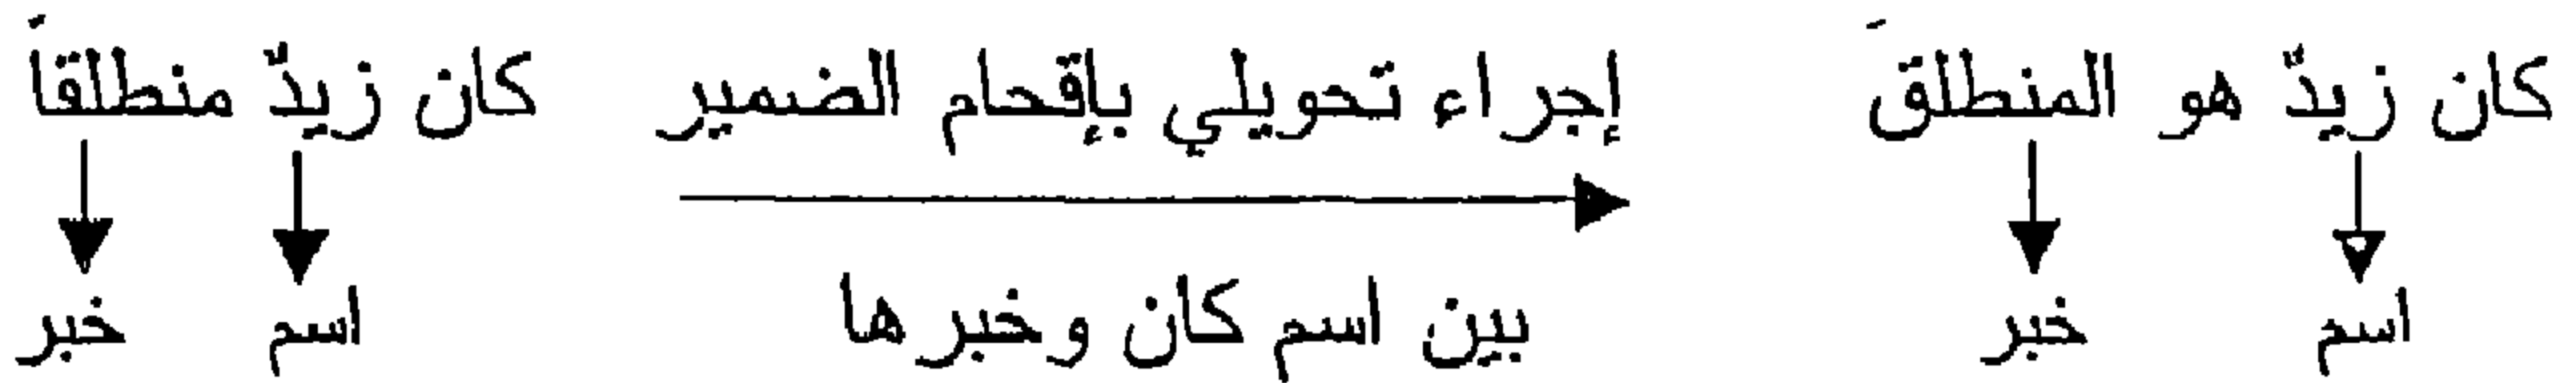 كان زيدٌ هو المنطلقَ إجراء تحويلي بإقحام الضمير كان زيدٌ منطلقاً
اسم خبر بين اسم كان وخبرها اسم خبر